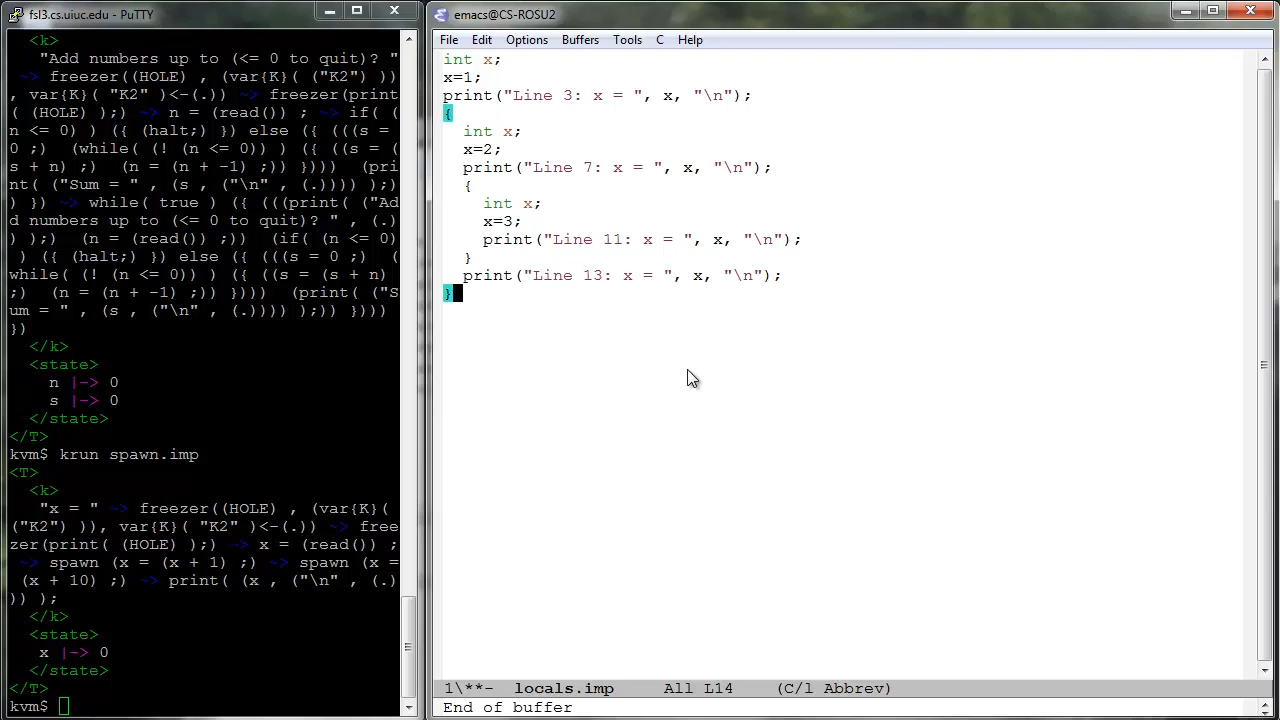 fsl3.cs.uiuc.edu - PuTTY
<k>
"Add numbers up to (<= 0 to quit)? "
~> freezer((HOLE) , (var{K}( ("K2") ))
, var{K}( "K2" )<-(.)) ~> freezer(print
( (HOLE) );) ~> n = (read()) ; ~> if( (
n <= 0) ) ({ (halt;) }) else ({ (((s =
0 ;)  (while( (! (n <= 0)) ) ({ ((s = (
s + n) ;)  (n = (n + -1) ;)) })))  (pri
nt( ("Sum = " , (s , ("\n" , (.)))) );)
) }) ~> while( true ) ({ (((print( ("Ad
d numbers up to (<= 0 to quit)? " , (.)
) );)  (n = (read()) ;))  (if( (n <= 0)
) ({ (halt;) }) else ({ (((s = 0 ;)  (
while( (! (n <= 0)) ) ({ ((s = (s + n)
;)  (n = (n + -1) ;)) })))  (print( ("S
um = " , (s , ("\n" , (.)))) );)) })))
})
</k>
<state>
n |-> 0
s |-> 0
</state>
</T>
kvm$ krun spawn.imp
<T>
<k>
"x = " ~> freezer((HOLE) , (var{K}(
("K2") )), var{K}( "K2" )<-(.)) ~> free
zer(print( (HOLE) );) ~> x = (read()) ;
~> spawn (x = (x + 1) ;) ~> spawn (x =
(x + 10) ;) ~> print( (x , ("\n" , (.)
)) );
</k>
<state>
x |-> 0
</state>
</T>
kvm$
emacs@CS-ROSU2
File Edit Options Buffers Tools C Help
int x;
x=1;
print("Line 3: x = ", x, "\n");
{
int x;
x=2;
print("Line 7: x = ", x, "\n");
{
int x;
x=3;
print("Line 11: x = ", x, "\n");
}
print("Line 13: x = ", x, "\n");
}
1\**-  locals.imp     All L14    (C/l Abbrev)
End of buffer